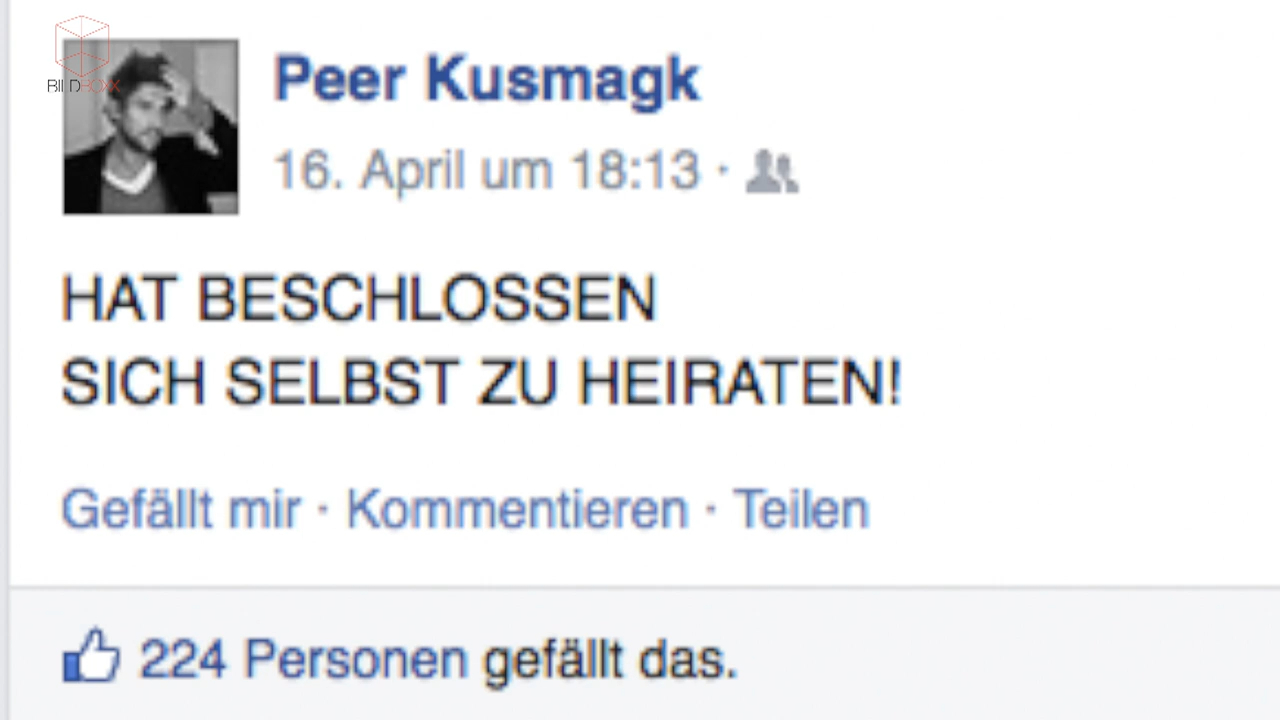 BILDBOXX
Peer Kusmagk
16. April um 18:13 ·
HAT BESCHLOSSEN
SICH SELBST ZU HEIRATEN!
Gefällt mir · Kommentieren · Teilen
224 Personen gefällt das.